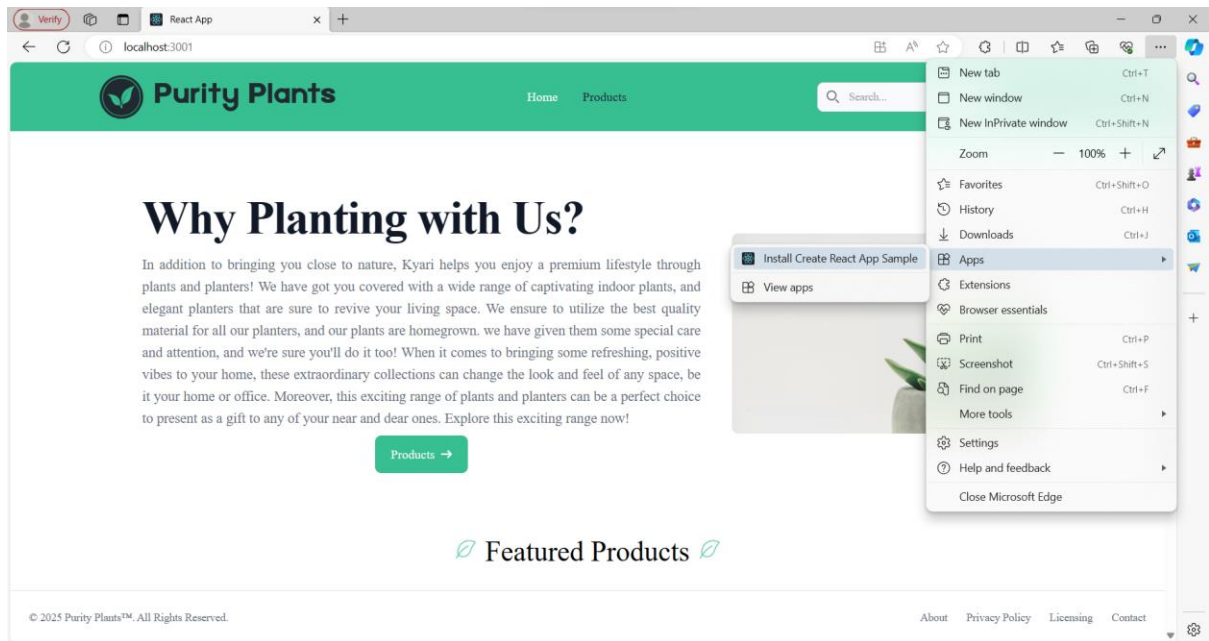 Verify
React App
localhost:3001
Purity Plants
Home Products
Search...
Why Planting with Us?
In addition to bringing you close to nature, Kyari helps you enjoy a premium lifestyle through
plants and planters! We have got you covered with a wide range of captivating indoor plants, and
elegant planters that are sure to revive your living space. We ensure to utilize the best quality
material for all our planters, and our plants are homegrown. we have given them some special care
and attention, and we're sure you'll do it too! When it comes to bringing some refreshing, positive
vibes to your home, these extraordinary collections can change the look and feel of any space, be
it your home or office. Moreover, this exciting range of plants and planters can be a perfect choice
to present as a gift to any of your near and dear ones. Explore this exciting range now!
Products →
New tab Ctrl+T
New window Ctrl+N
New InPrivate window Ctrl+Shift+N
Zoom — 100% +
Favorites Ctrl+Shift+O
History Ctrl+H
Downloads Ctrl+J
Apps
Install Create React App Sample
View apps
Extensions
Browser essentials
Print Ctrl+P
Screenshot Ctrl+Shift+S
Find on page Ctrl+F
More tools
Settings
Help and feedback
Close Microsoft Edge
Featured Products
© 2025 Purity Plants™. All Rights Reserved.
About Privacy Policy Licensing Contact